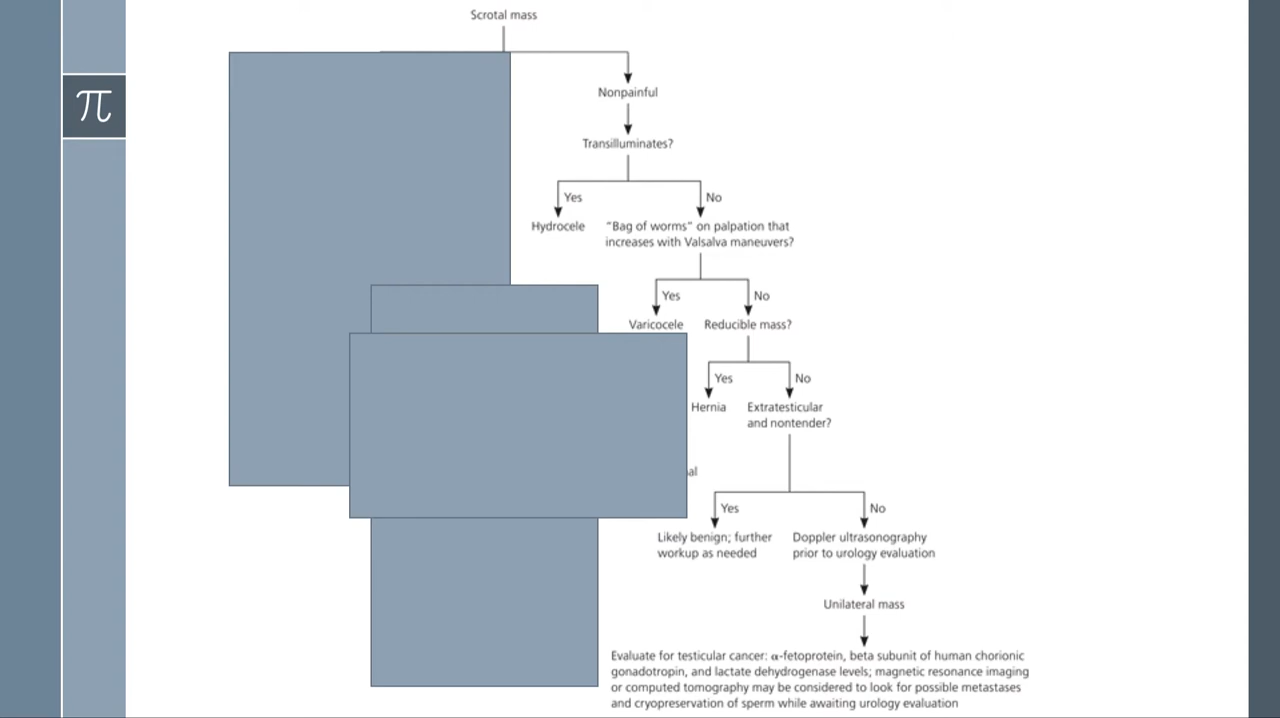 Scrotal mass
π
Nonpainful
Transilluminates?
Yes
No
Hydrocele
"Bag of worms" on palpation that
increases with Valsalva maneuvers?
Yes
No
Varicocele
Reducible mass?
Yes
No
Hernia
Extratesticular
and nontender?
al
Yes
No
Likely benign; further
workup as needed
Doppler ultrasonography
prior to urology evaluation
Unilateral mass
Evaluate for testicular cancer: α-fetoprotein, beta subunit of human chorionic
gonadotropin, and lactate dehydrogenase levels; magnetic resonance imaging
or computed tomography may be considered to look for possible metastases
and cryopreservation of sperm while awaiting urology evaluation